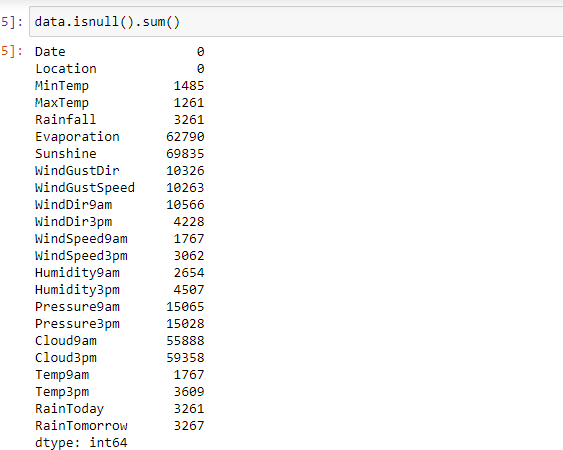 5]: data.isnull().sum()
5]: Date 0
Location 0
MinTemp 1485
MaxTemp 1261
Rainfall 3261
Evaporation 62790
Sunshine 69835
WindGustDir 10326
WindGustSpeed 10263
WindDir9am 10566
WindDir3pm 4228
WindSpeed9am 1767
WindSpeed3pm 3062
Humidity9am 2654
Humidity3pm 4507
Pressure9am 15065
Pressure3pm 15028
Cloud9am 55888
Cloud3pm 59358
Temp9am 1767
Temp3pm 3609
RainToday 3261
RainTomorrow 3267
dtype: int64